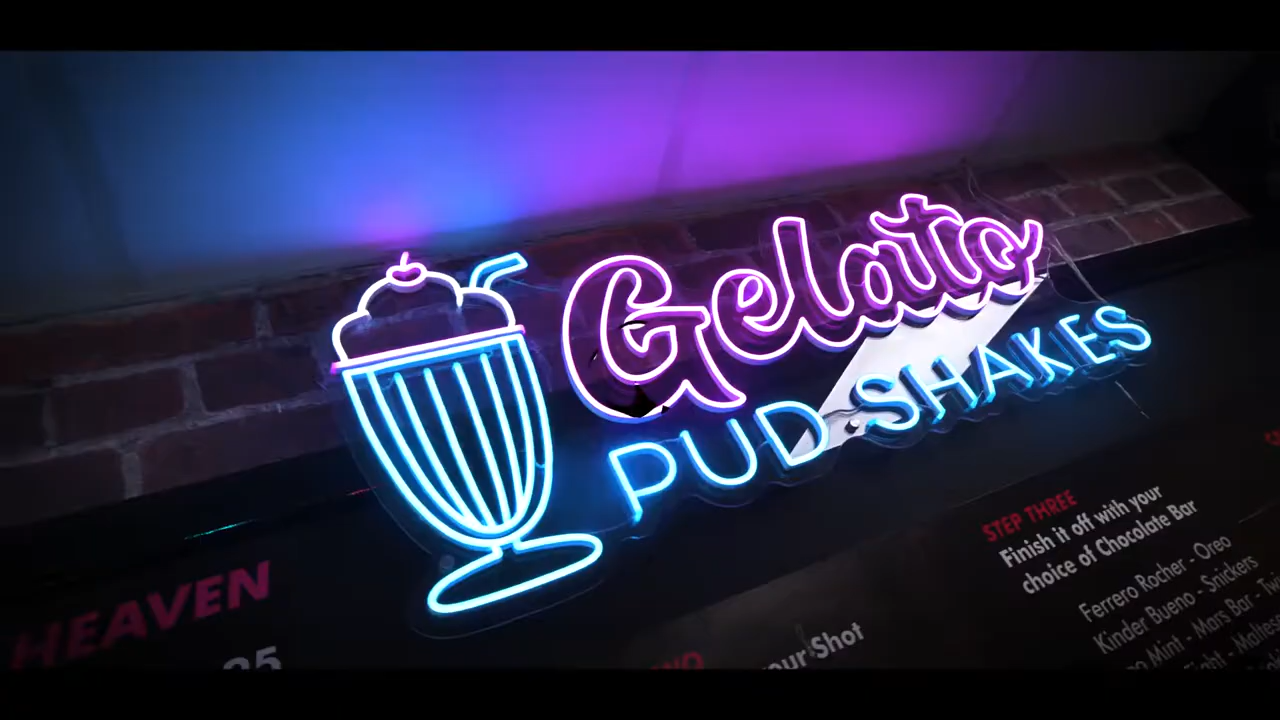 Gelato
PUD SHAKES
HEAVEN
STEP THREE
Finish it off with your
choice of Chocolate Bar
Ferrero Rocher - Oreo
Kinder Bueno - Snickers
Mint - Mars Bar -
Shot